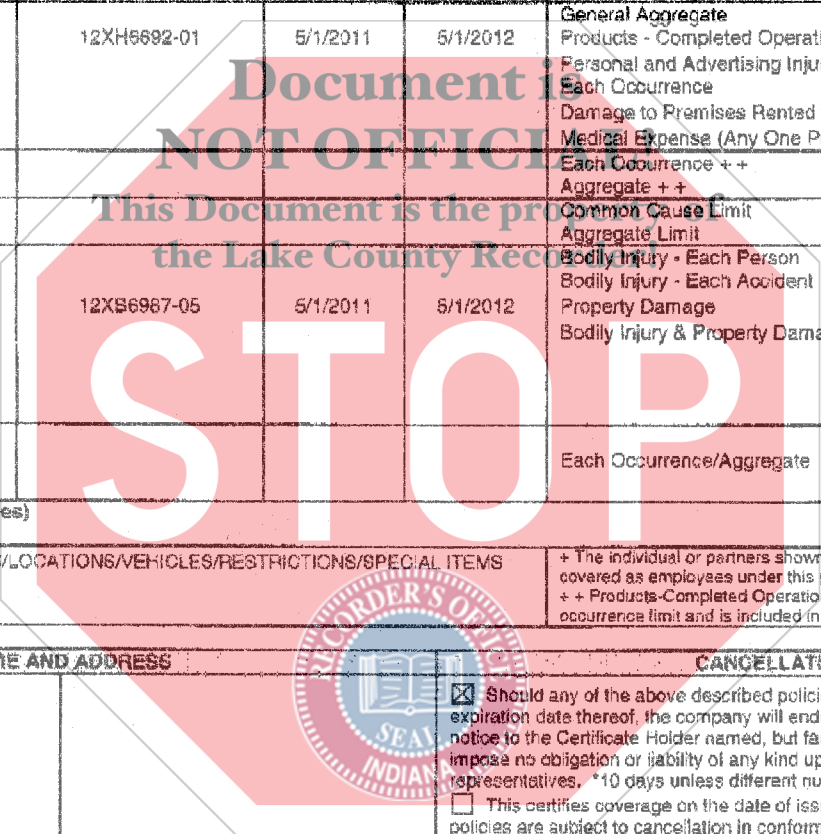 General Aggregate
12XH6692-01 5/1/2011 5/1/2012 Products - Completed Operati
Personal and Advertising Inju
Each Occurrence
Damage to Premises Rented
Medical Expense (Any One P
Document is
NOT OFFICIAL!
This Document is the property of
the Lake County Recorder!
Each Occurrence + +
Aggregate + +
Common Cause Limit
Aggregate Limit
Bodily Injury - Each Person
Bodily Injury - Each Accident
12XS6987-05 5/1/2011 5/1/2012 Property Damage
Bodily Injury & Property Dama
STOP
Each Occurrence/Aggregate
es)
/LOCATIONS/VEHICLES/RESTRICTIONS/SPECIAL ITEMS
+ The individual or partners shown
covered as employees under this
+ + Products-Completed Operatio
occurrence limit and is included in
RECORDER'S OFFICE
SEAL
INDIANA
E AND ADDRESS
CANCELLATI
☒ Should any of the above described polici
expiration date thereof, the company will end
notice to the Certificate Holder named, but fa
impose no obligation or liability of any kind up
representatives. *10 days unless different nu
☐ This certifies coverage on the date of iss
policies are subject to cancellation in conform